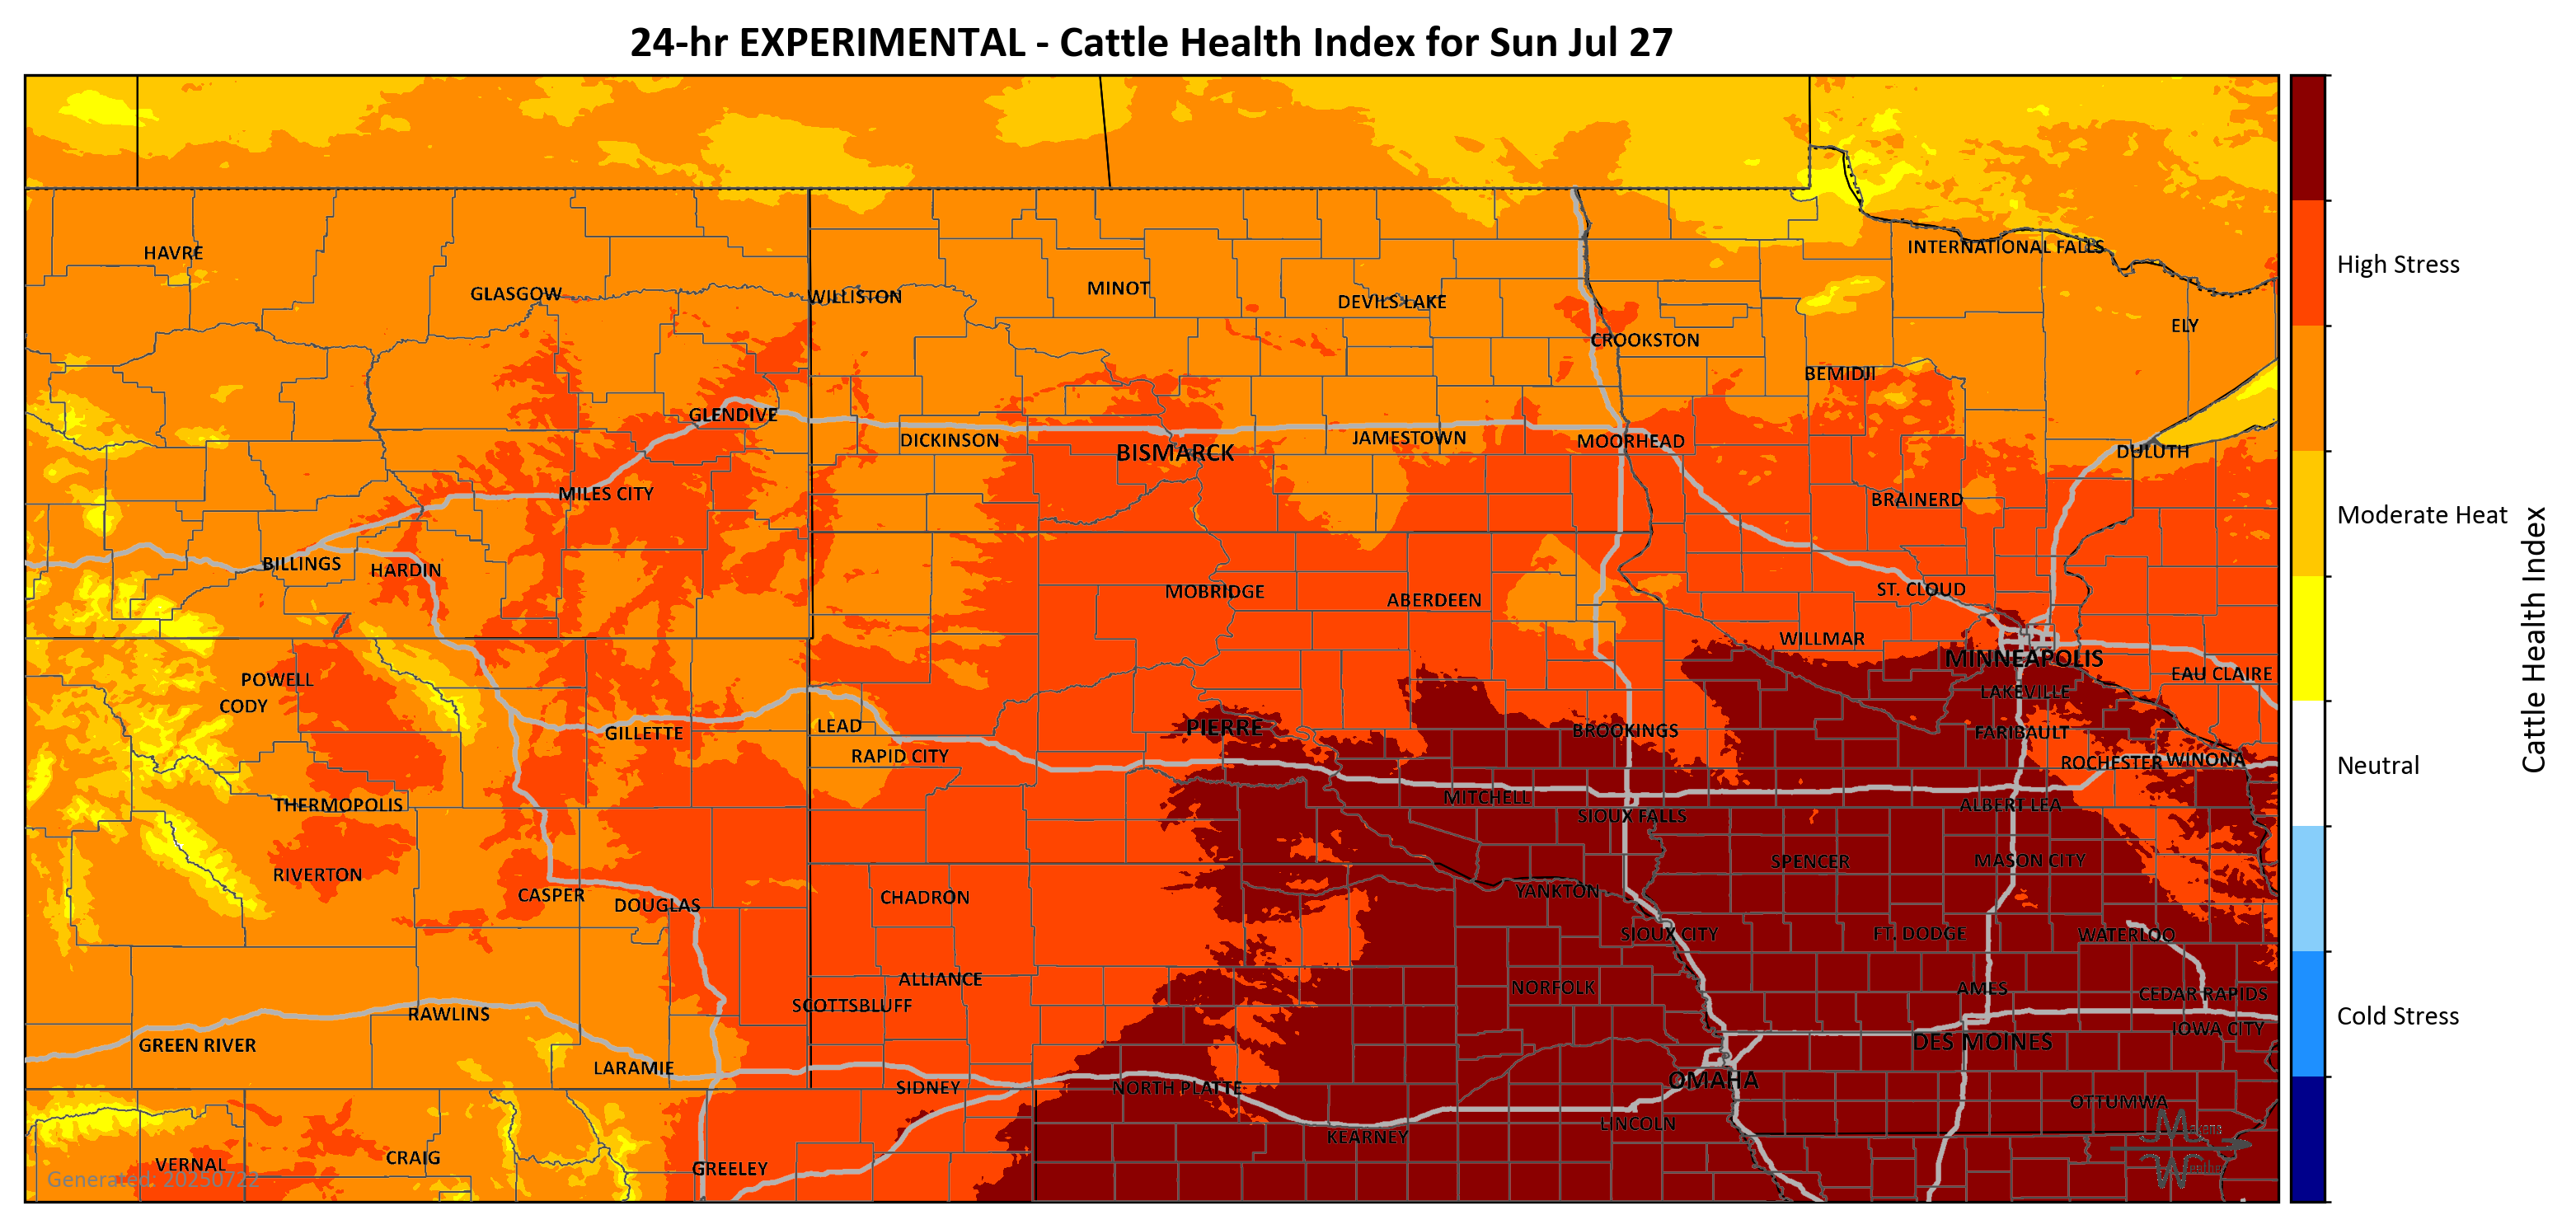 24-hr EXPERIMENTAL - Cattle Health Index for Sun Jul 27
HAVRE
INTERNATIONAL FALLS
GLASGOW
WILLISTON
MINOT
DEVILS LAKE
High Stress
ELY
CROOKSTON
BEMIDJI
GLENDIVE
DICKINSON
BISMARCK
JAMESTOWN
MOORHEAD
DULUTH
MILES CITY
BRAINERD
Moderate Heat
BILLINGS
HARDIN
MOBRIDGE
ABERDEEN
ST. CLOUD
Cattle Health Index
WILLMAR
MINNEAPOLIS
POWELL
EAU CLAIRE
CODY
LAKEVILLE
GILLETTE
LEAD
PIERRE
BROOKINGS
FARIBAULT
RAPID CITY
ROCHESTER
WINONA
Neutral
THERMOPOLIS
MITCHELL
SIOUX FALLS
ALBERT LEA
RIVERTON
SPENCER
MASON CITY
CASPER
DOUGLAS
CHADRON
YANKTON
SIOUX CITY
FT. DODGE
WATERLOO
ALLIANCE
NORFOLK
AMES
CEDAR RAPIDS
SCOTTSBLUFF
RAWLINS
Cold Stress
GREEN RIVER
IOWA CITY
DES MOINES
LARAMIE
SIDNEY
NORTH PLATTE
OMAHA
OTTUMWA
LINCOLN
KEARNEY
VERNAL
CRAIG
GREELEY
Generated: 20250722